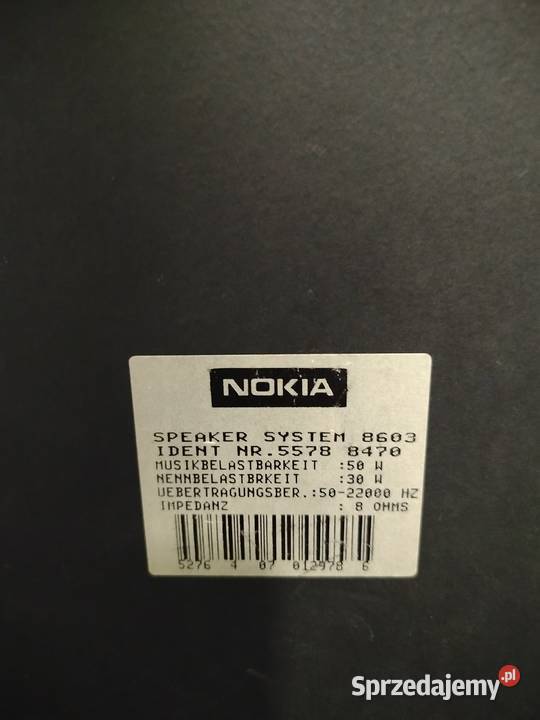 NOKIA
SPEAKER SYSTEM 8603
IDENT NR.5578 8470
MUSIKBELASTBARKEIT :50 W
NENNBELASTBRKEIT :30 W
UEBERTRAGUNGSBER.:50-22000 HZ
IMPEDANZ : 8 OHMS
5276 4 07 012978 6
Sprzedajemy.pl